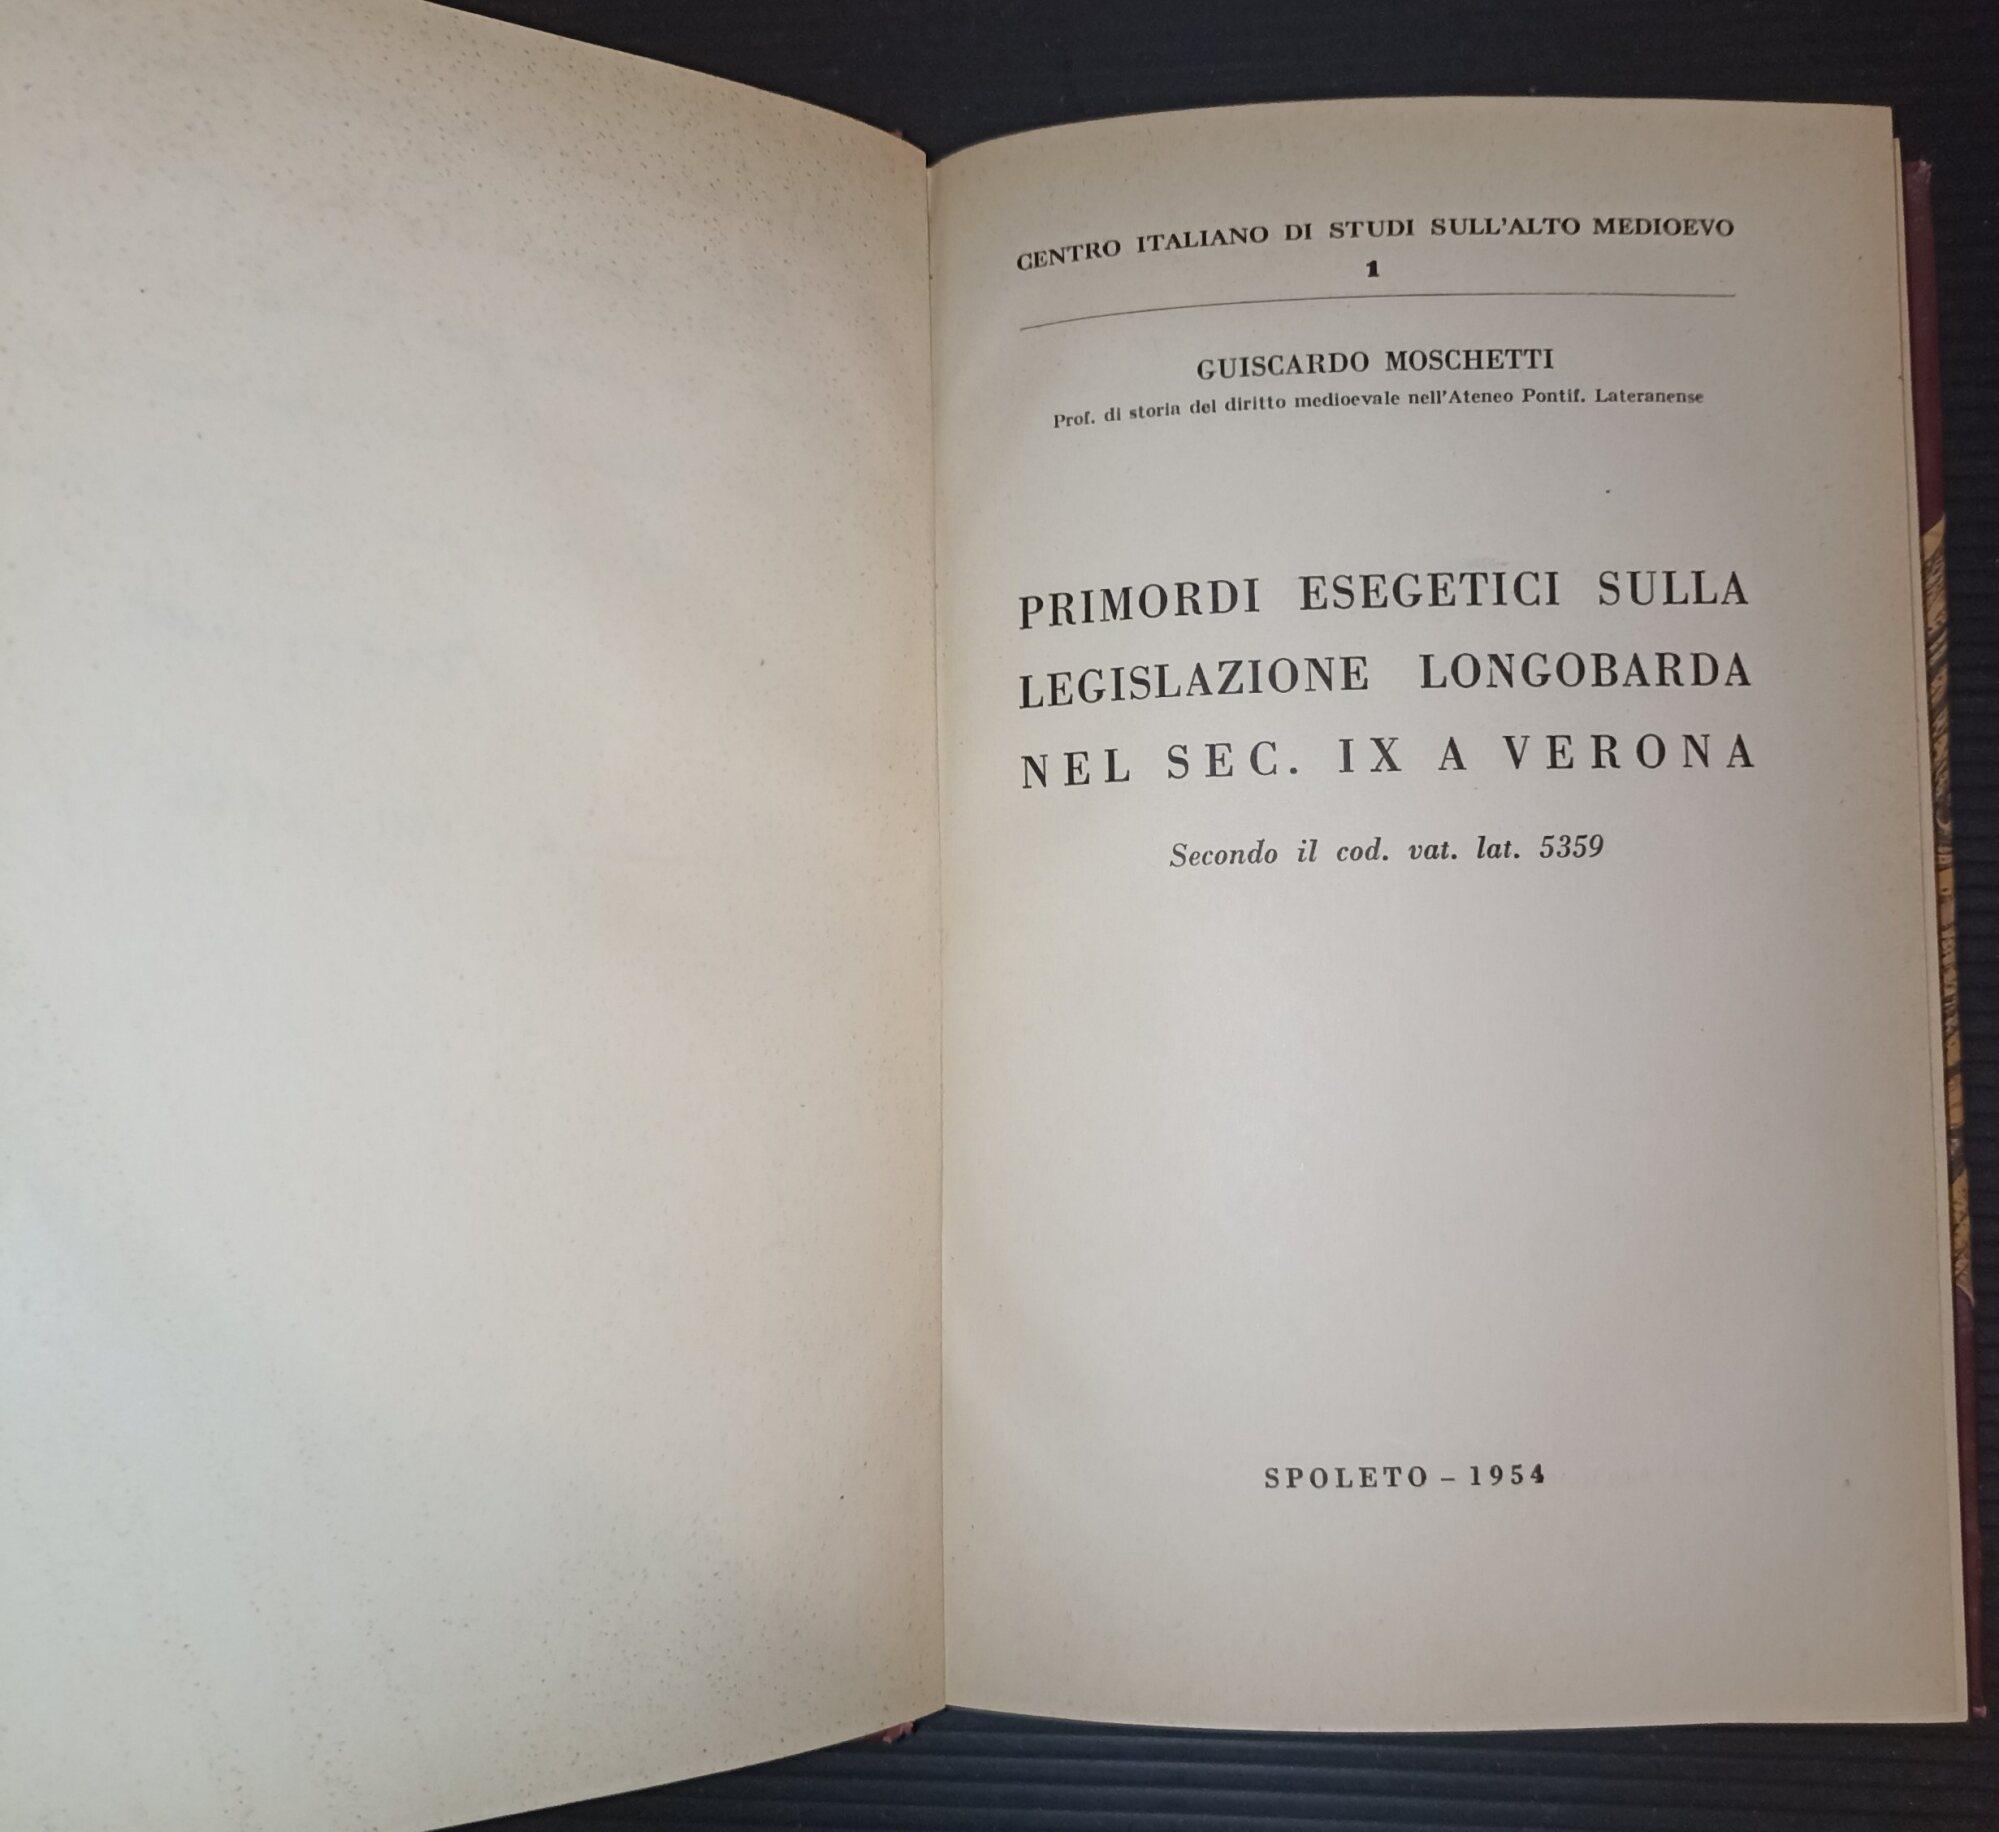 CENTRO ITALIANO DI STUDI SULL'ALTO MEDIOEVO
1
GUISCARDO MOSCHETTI
Prof. di storia del diritto medioevale nell'Ateneo Pontif. Lateranense
PRIMORDI ESEGETICI SULLA
LEGISLAZIONE LONGOBARDA
NEL SEC. IX A VERONA
Secondo il cod. vat. lat. 5359
SPOLETO - 1954